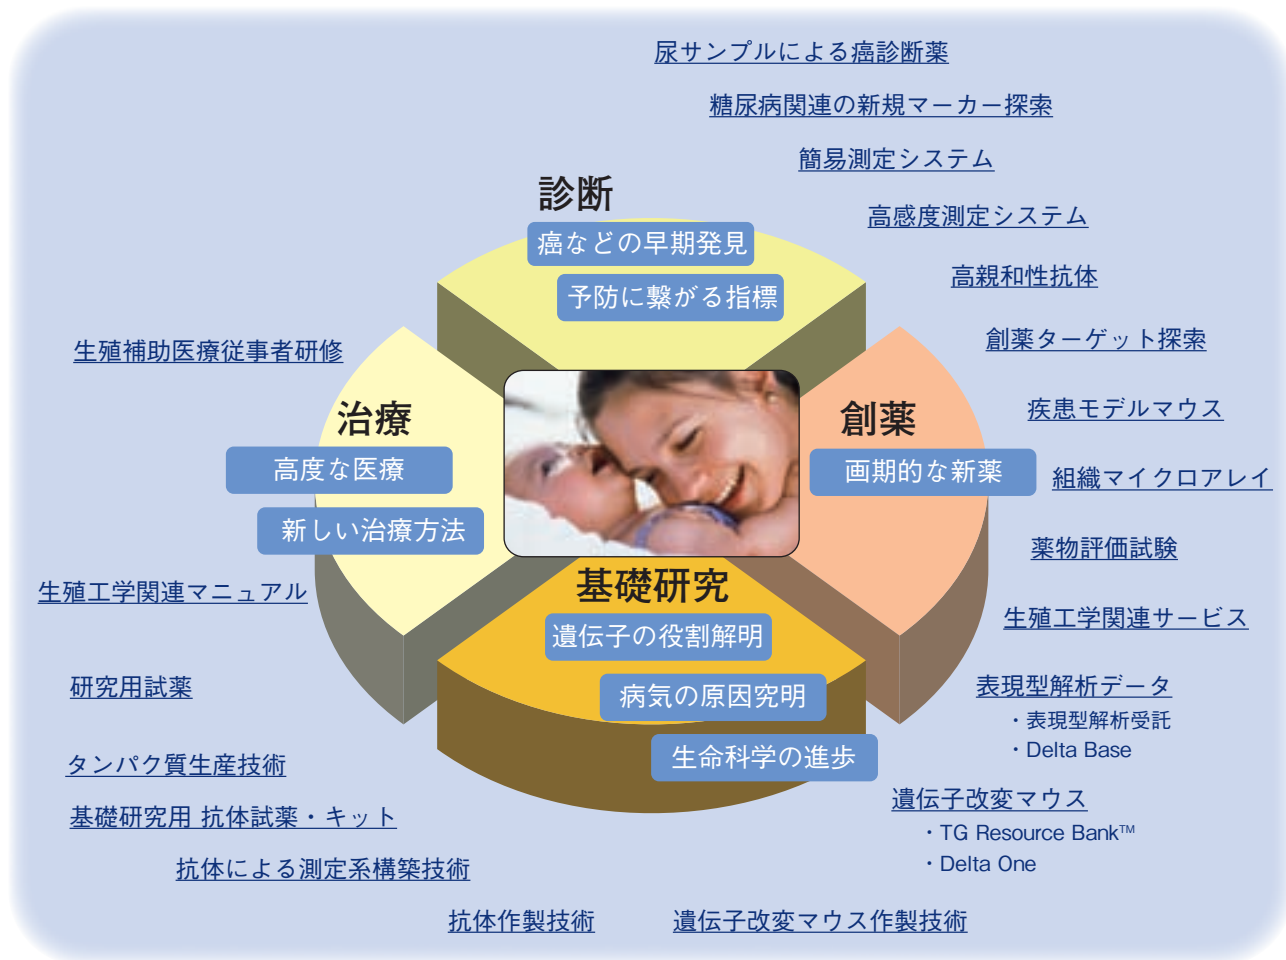 尿サンプルによる癌診断薬
糖尿病関連の新規マーカー探索
簡易測定システム
診断
高感度測定システム
癌などの早期発見
高親和性抗体
予防に繋がる指標
創薬ターゲット探索
生殖補助医療従事者研修
治療
創薬
疾患モデルマウス
高度な医療
画期的な新薬
組織マイクロアレイ
新しい治療方法
薬物評価試験
基礎研究
生殖工学関連マニュアル
生殖工学関連サービス
遺伝子の役割解明
研究用試薬
病気の原因究明
表現型解析データ
・表現型解析受託
・Delta Base
生命科学の進歩
タンパク質生産技術
遺伝子改変マウス
・TG Resource Bank™
・Delta One
基礎研究用 抗体試薬・キット
抗体による測定系構築技術
抗体作製技術
遺伝子改変マウス作製技術